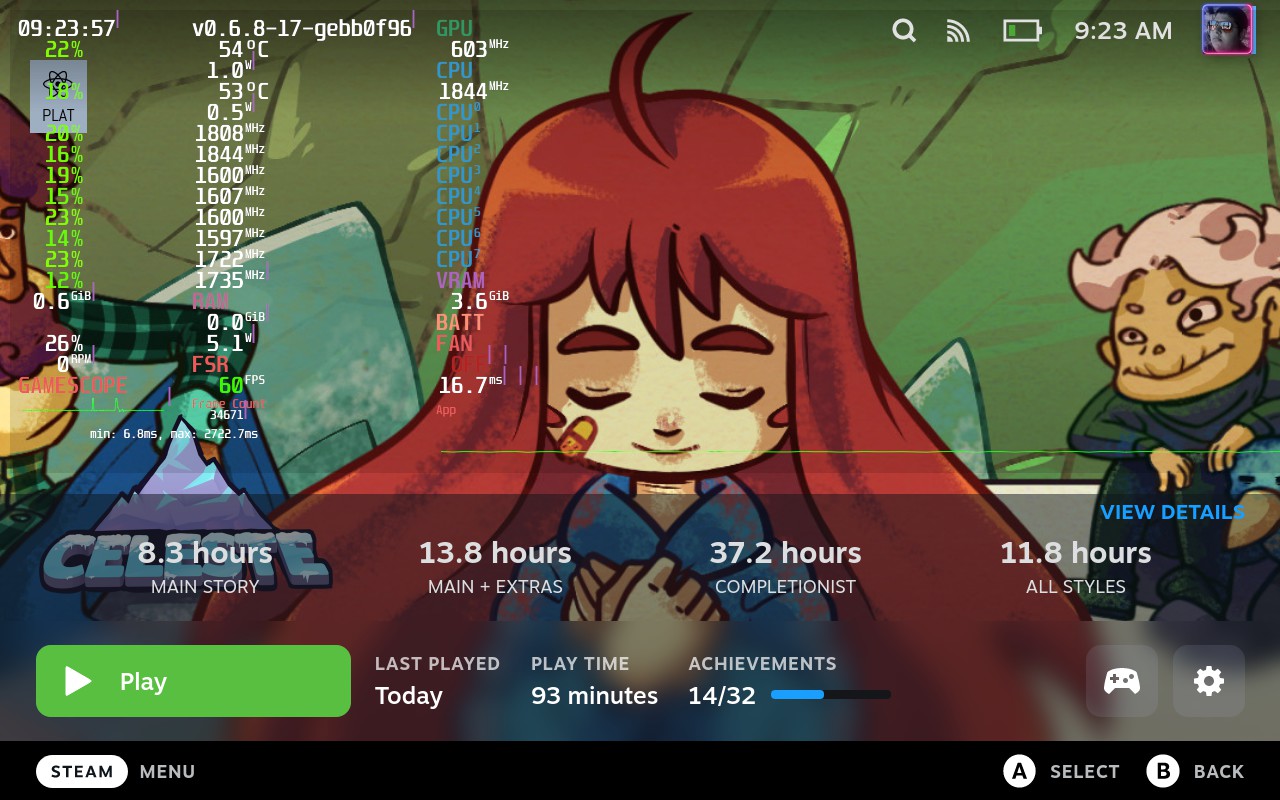 09:23:57 v0.6.8-17-gebb0f96 GPU 9:23 AM
22% 54°C 603MHz
1.0W CPU
PLAT 53°C 1844MHz
0.5W CPU0
20% 1808MHz CPU1
16% 1844MHz CPU2
19% 1600MHz CPU3
15% 1607MHz CPU4
23% 1600MHz CPU5
14% 1597MHz CPU6
23% 1722MHz CPU7
12% 1735MHz VRAM
0.6GiB RAM 3.6GiB
0.0GiB BATT
26% 5.1W FAN
0RPM FSR OFF
GAMESCOPE 60FPS 16.7ms
Frame Count App
34671
min: 6.8ms, max: 2722.7ms
VIEW DETAILS
CELESTE
8.3 hours 13.8 hours 37.2 hours 11.8 hours
MAIN STORY MAIN + EXTRAS COMPLETIONIST ALL STYLES
LAST PLAYED PLAY TIME ACHIEVEMENTS
Play Today 93 minutes 14/32
STEAM MENU A SELECT B BACK